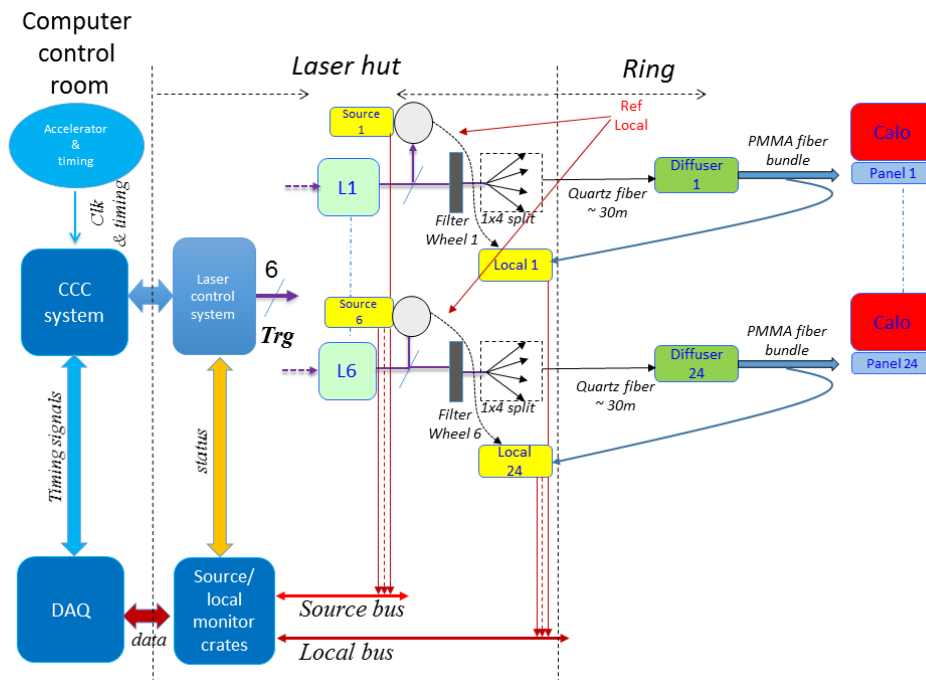 Computer
control
room
Laser hut
Ring
Accelerator
&
timing
Clk
& timing
CCC
system
Laser
control
system
6
Trg
Timing signals
status
DAQ
data
Source/
local
monitor
crates
Source bus
Local bus
Source
1
L1
Filter
Wheel 1
1x4 split
Ref
Local
Local 1
Quartz fiber
~ 30m
Diffuser
1
PMMA fiber
bundle
Calo
Panel 1
Source
6
L6
Filter
Wheel 6
1x4 split
Local
24
Quartz fiber
~ 30m
Diffuser
24
PMMA fiber
bundle
Calo
Panel 24